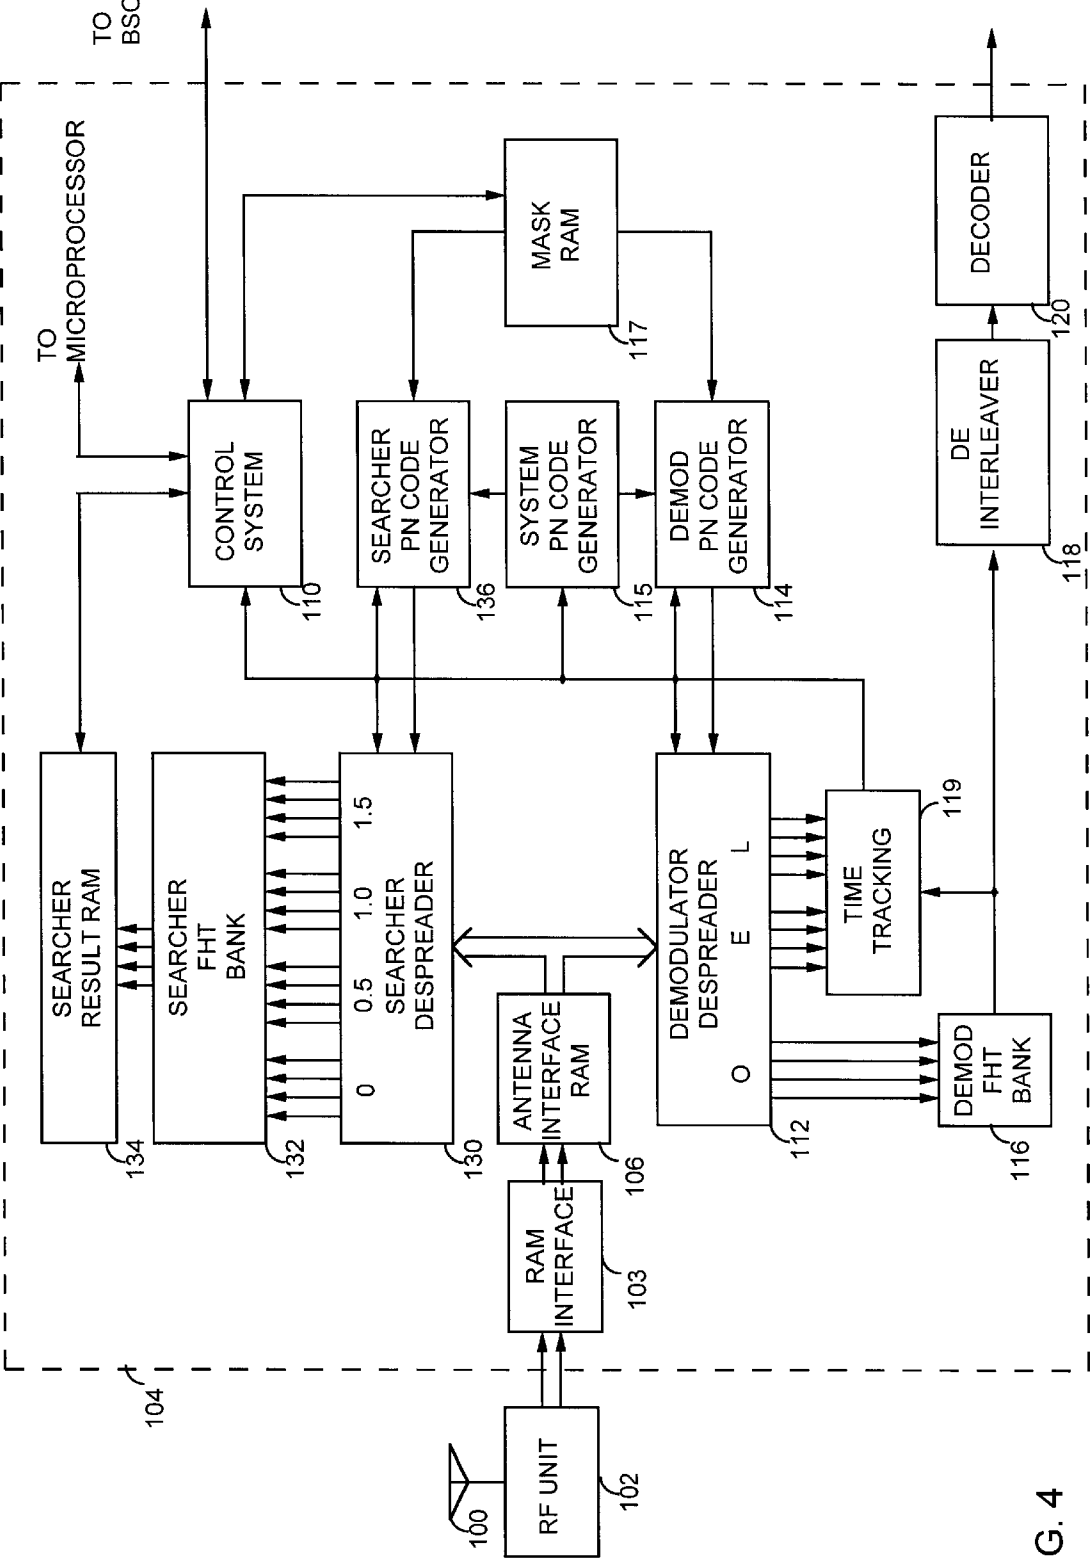 TO
BSC
TO
MICROPROCESSOR
SEARCHER
RESULT RAM
134
SEARCHER
FHT
BANK
132
0 0.5 1.0 1.5
SEARCHER
DESPREADER
130
CONTROL
SYSTEM
110
SEARCHER
PN CODE
GENERATOR
136
SYSTEM
PN CODE
GENERATOR
115
DEMOD
PN CODE
GENERATOR
114
MASK
RAM
117
100
RF UNIT
102
RAM
INTERFACE
103
ANTENNA
INTERFACE
RAM
106
DEMODULATOR
DESPREADER
O E L
112
TIME
TRACKING
119
DEMOD
FHT
BANK
116
DE
INTERLEAVER
118
DECODER
120
104
G. 4